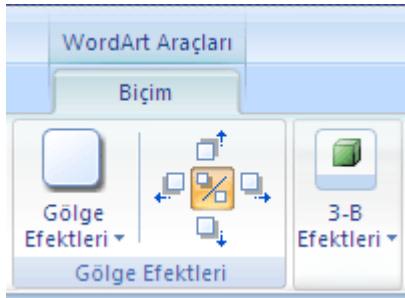 WordArt Araçları
Biçim
Gölge
Efektleri
3-B
Efektleri
Gölge Efektleri